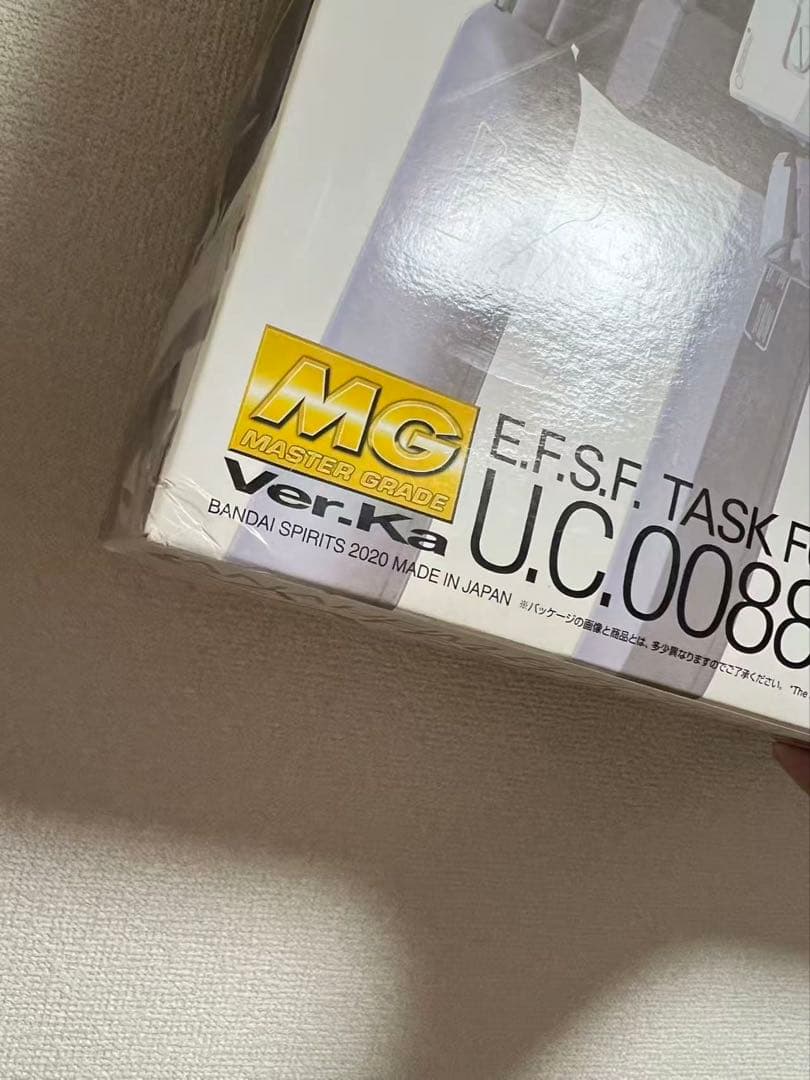 MG
MASTER GRADE
Ver.Ka
E.F.S.F. TASK
U.C.0088
BANDAI SPIRITS 2020 MADE IN JAPAN
※パッケージの画像と商品とは、多少異なりますのでご了承ください。 *The